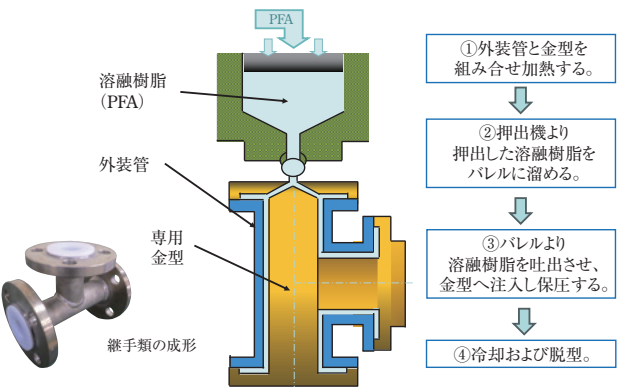 PFA
溶融樹脂
(PFA)
外装管
専用
金型
継手類の成形
①外装管と金型を
組み合せ加熱する。
②押出機より
押出した溶融樹脂を
バレルに溜める。
③バレルより
溶融樹脂を吐出させ、
金型へ注入し保圧する。
④冷却および脱型。